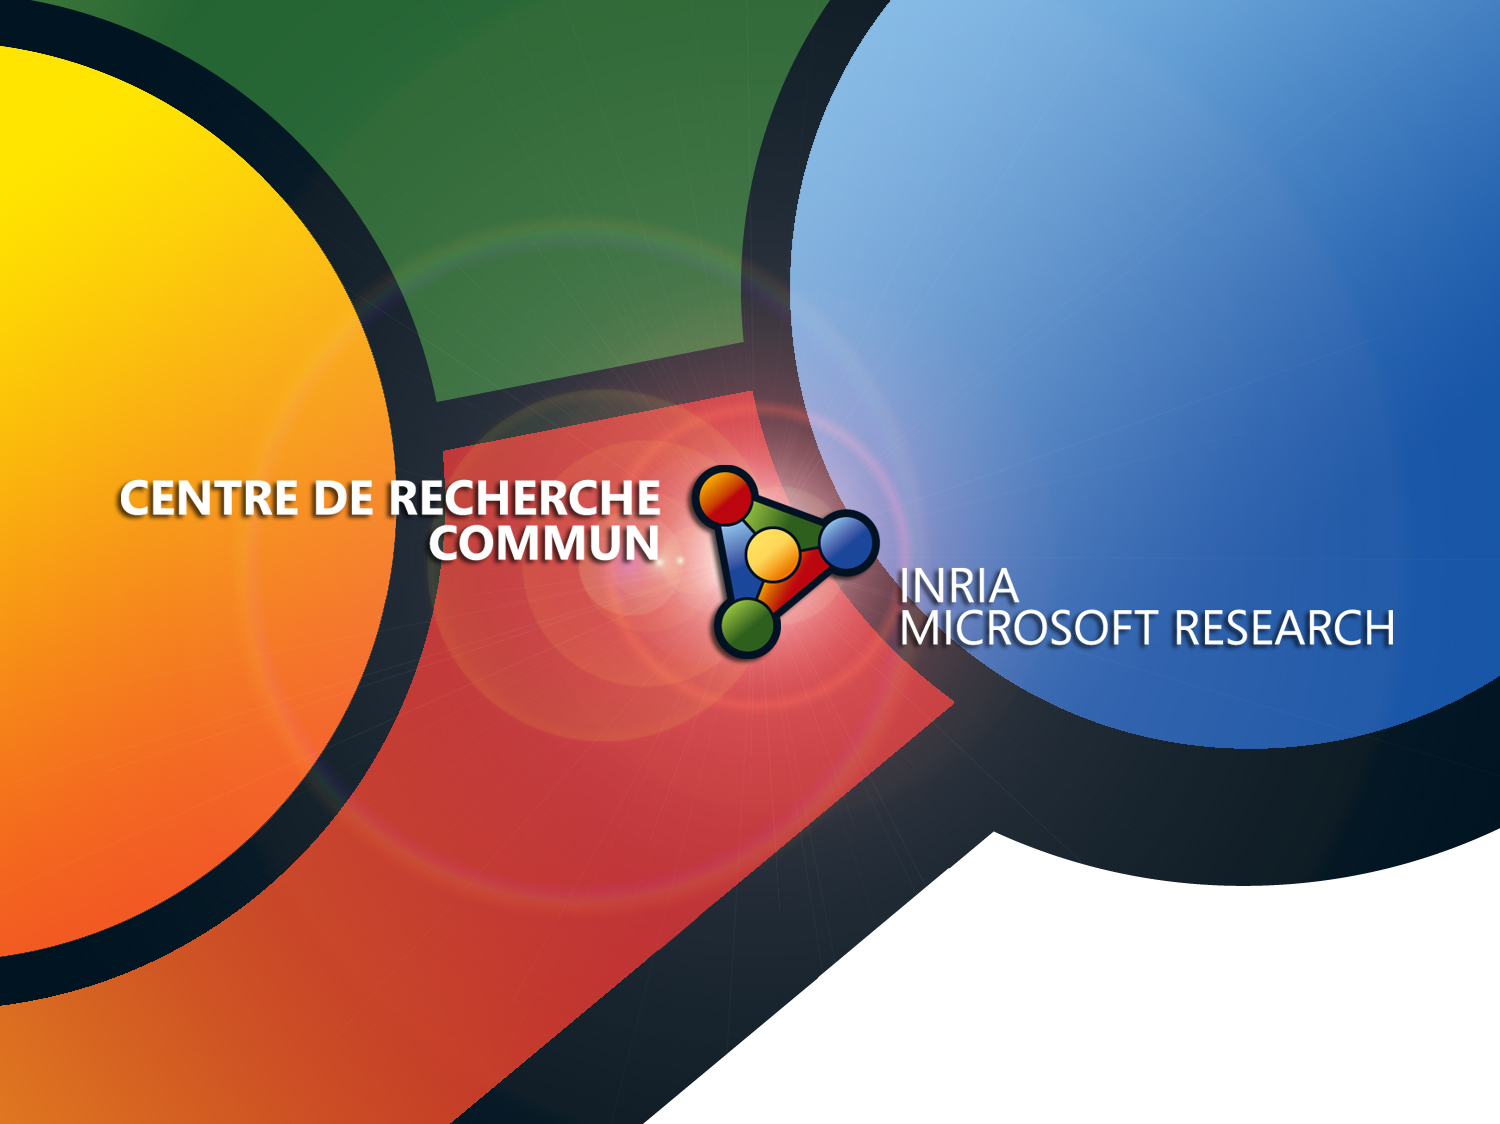 CENTRE DE RECHERCHE
COMMUN
INRIA
MICROSOFT RESEARCH